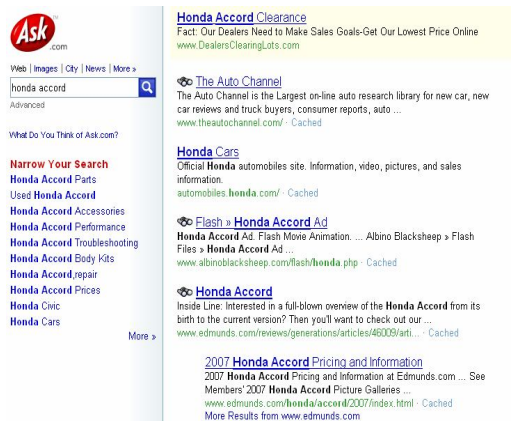 Ask
.com
Web | Images | City | News | More »
honda accord
Advanced
What Do You Think of Ask.com?
Narrow Your Search
Honda Accord Parts
Used Honda Accord
Honda Accord Accessories
Honda Accord Performance
Honda Accord Troubleshooting
Honda Accord Body Kits
Honda Accord,repair
Honda Accord Prices
Honda Civic
Honda Cars
More »
Honda Accord Clearance
Fact: Our Dealers Need to Make Sales Goals-Get Our Lowest Price Online
www.DealersClearingLots.com
The Auto Channel
The Auto Channel is the Largest on-line auto research library for new car, new
car reviews and truck buyers, consumer reports, auto ...
www.theautochannel.com/ · Cached
Honda Cars
Official Honda automobiles site. Information, video, pictures, and sales
information.
automobiles.honda.com/ · Cached
Flash » Honda Accord Ad
Honda Accord Ad. Flash Movie Animation. ... Albino Blacksheep » Flash
Files » Honda Accord Ad ...
www.albinoblacksheep.com/flash/honda.php · Cached
Honda Accord
Inside Line: Interested in a full-blown overview of the Honda Accord from its
birth to the current version? Then you'll want to check out our ...
www.edmunds.com/reviews/generations/articles/46009/arti... · Cached
2007 Honda Accord Pricing and Information
2007 Honda Accord Pricing and Information at Edmunds.com ... See
Members' 2007 Honda Accord Picture Galleries ...
www.edmunds.com/honda/accord/2007/index.html · Cached
More Results from www.edmunds.com